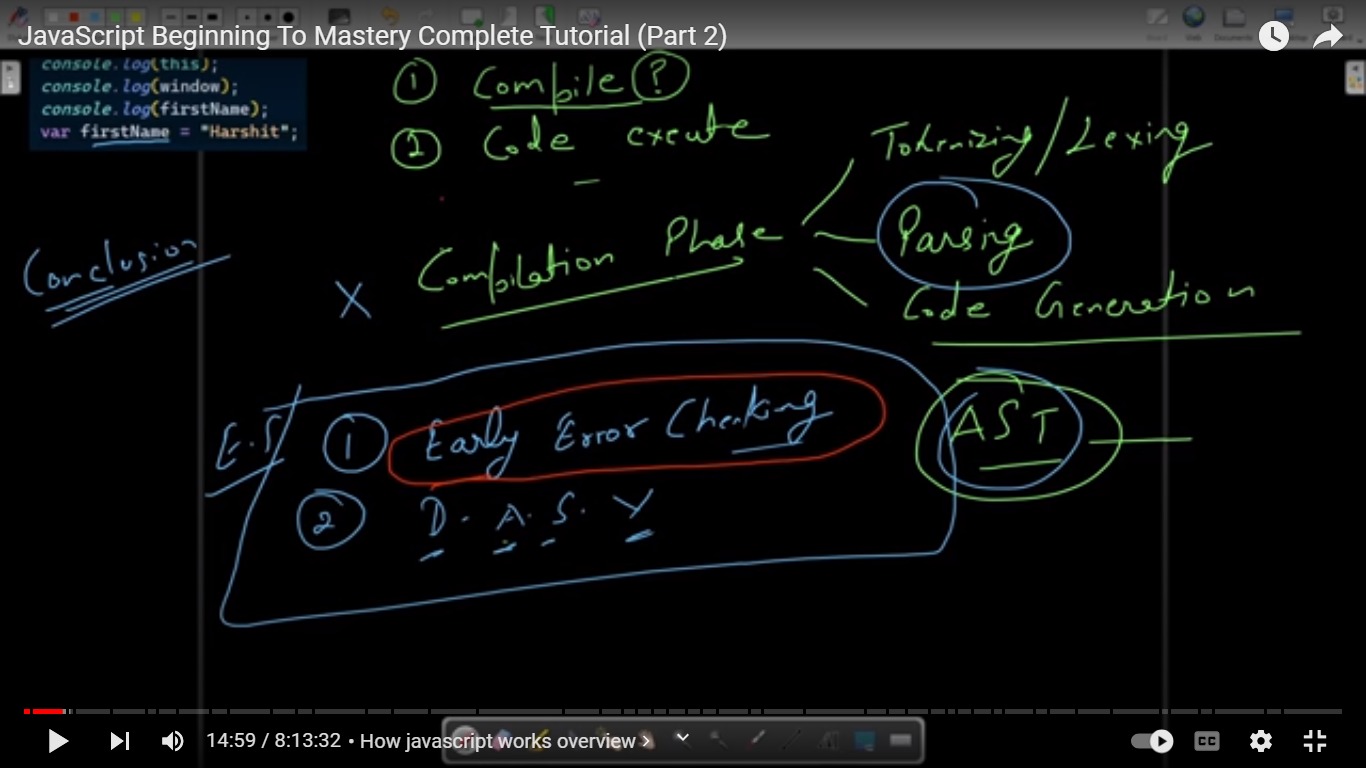 JavaScript Beginning To Mastery Complete Tutorial (Part 2)
console.log(this);
console.log(window);
console.log(firstName);
var firstName = "Harshit";
① Compile ?
② Code excute
Compilation Phase
Tokenizing/Lexing
Parsing
Code Generation
Conclusion
X
E.S
① Early Error Checking
② D. A. S. Y
AST
14:59 / 8:13:32 • How javascript works overview >
CC